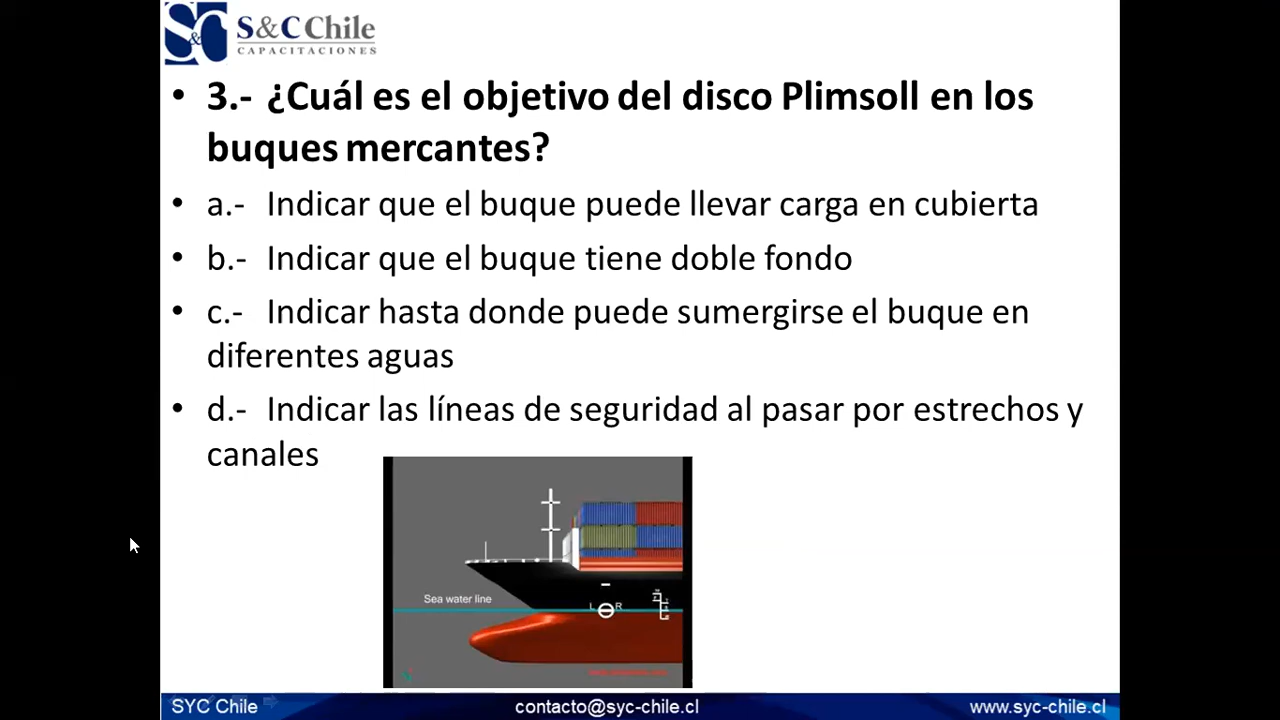 S&C Chile
CAPACITACIONES
• 3.- ¿Cuál es el objetivo del disco Plimsoll en los
buques mercantes?
• a.- Indicar que el buque puede llevar carga en cubierta
• b.- Indicar que el buque tiene doble fondo
• c.- Indicar hasta donde puede sumergirse el buque en
diferentes aguas
• d.- Indicar las líneas de seguridad al pasar por estrechos y
canales
Sea water line
L R
SYC Chile contacto@syc-chile.cl www.syc-chile.cl